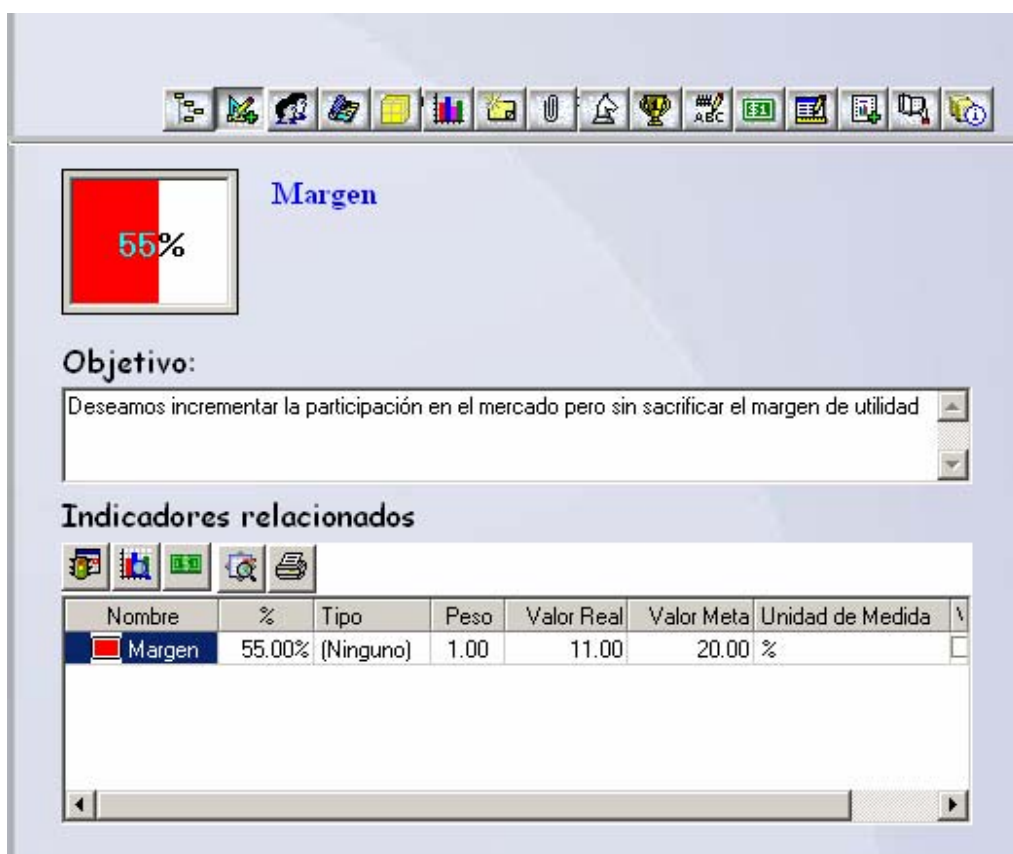 ABC
$1
55%
Margen
Objetivo:
Deseamos incrementar la participación en el mercado pero sin sacrificar el margen de utilidad
Indicadores relacionados
Nombre % Tipo Peso Valor Real Valor Meta Unidad de Medida
Margen 55.00% (Ninguno) 1.00 11.00 20.00 %